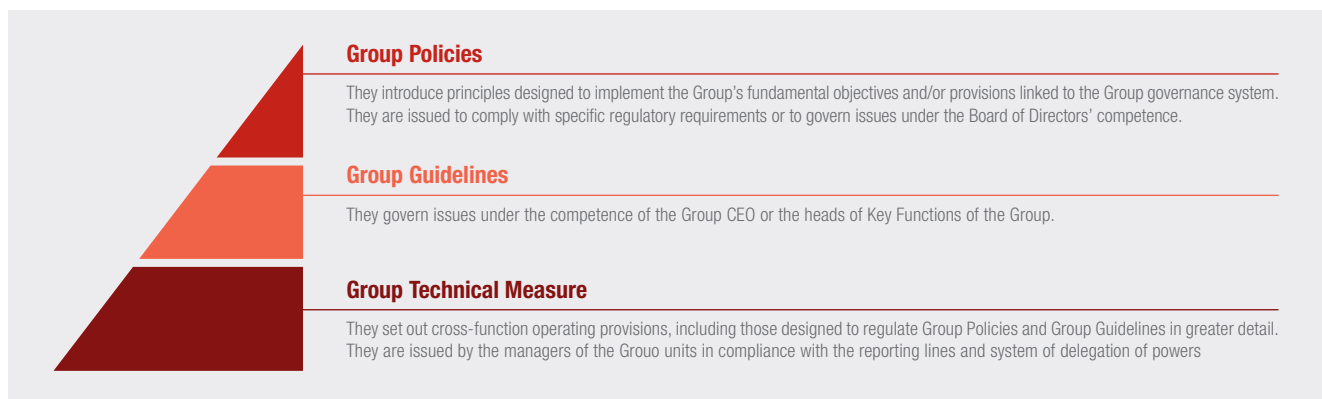 Group Policies
They introduce principles designed to implement the Group's fundamental objectives and/or provisions linked to the Group governance system.
They are issued to comply with specific regulatory requirements or to govern issues under the Board of Directors' competence.
Group Guidelines
They govern issues under the competence of the Group CEO or the heads of Key Functions of the Group.
Group Technical Measure
They set out cross-function operating provisions, including those designed to regulate Group Policies and Group Guidelines in greater detail.
They are issued by the managers of the Grouo units in compliance with the reporting lines and system of delegation of powers